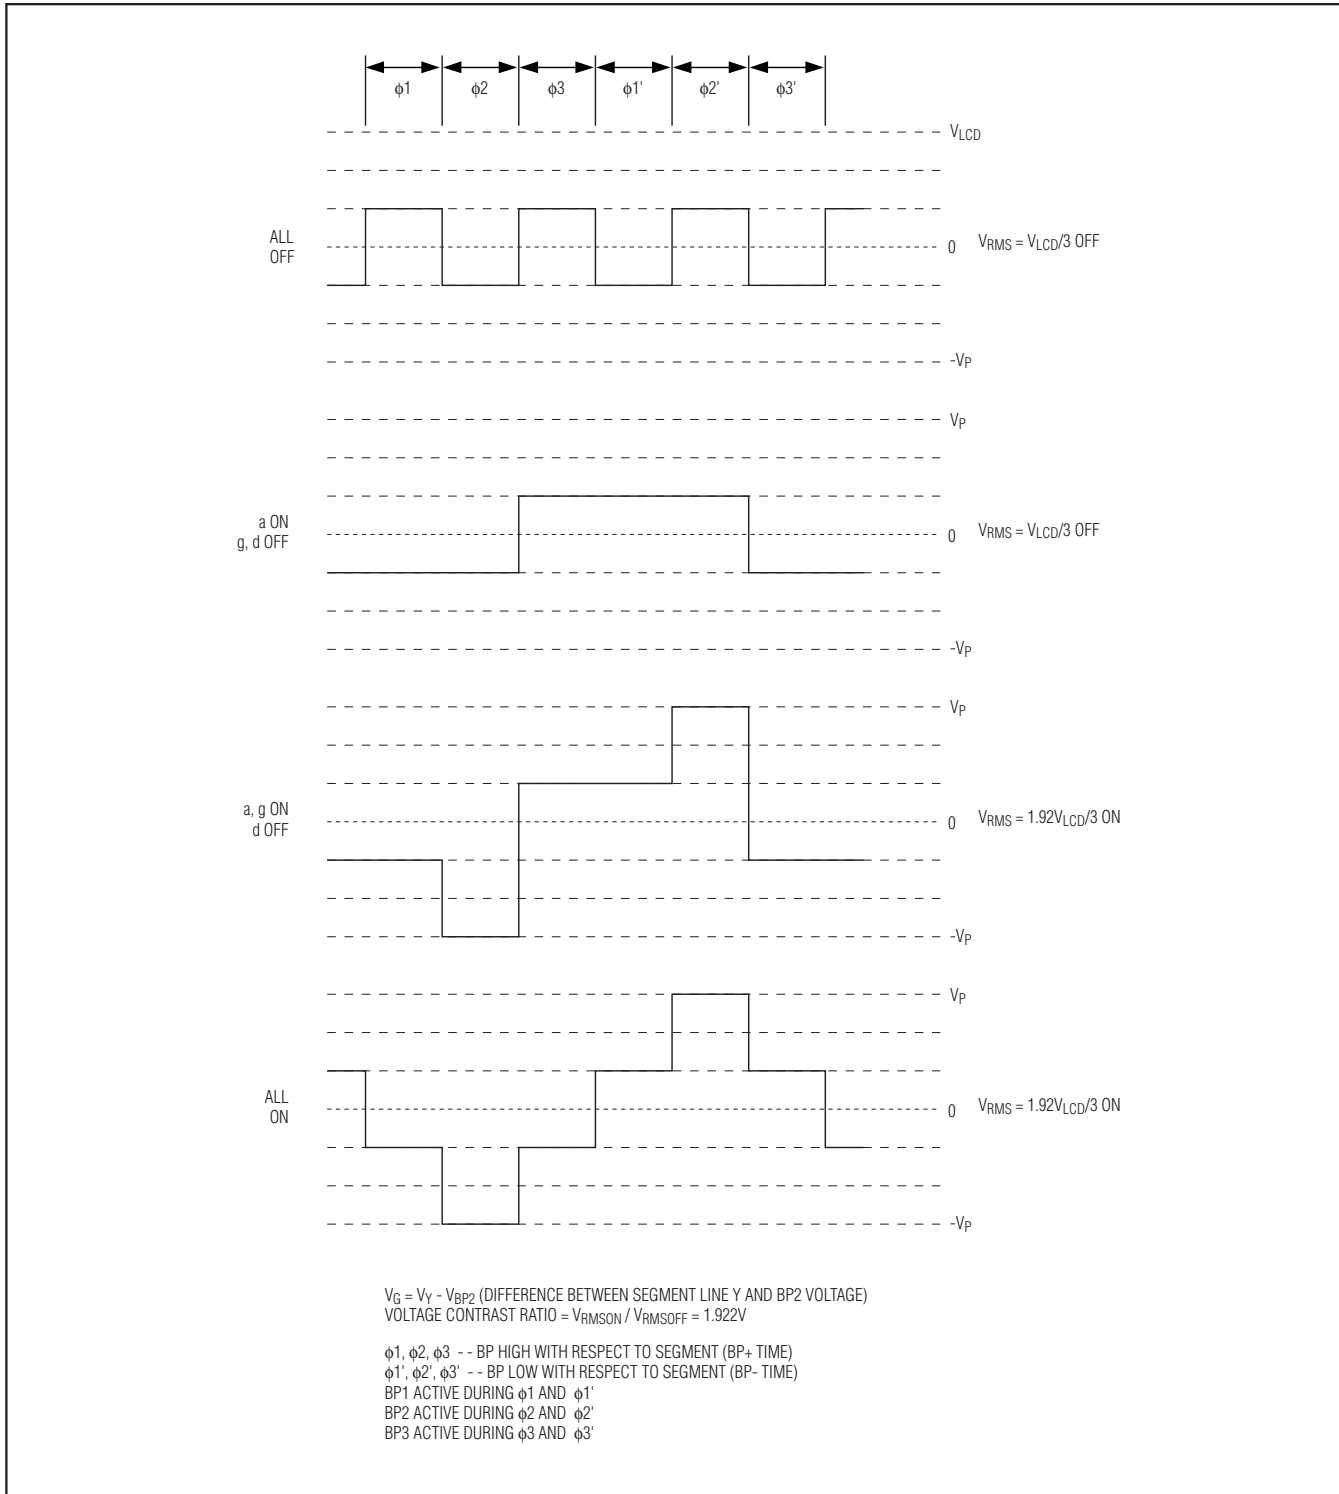 ϕ1 ϕ2 ϕ3 ϕ1' ϕ2' ϕ3'
VLCD
ALL
OFF
0 VRMS = VLCD/3 OFF
-VP
VP
a ON
g, d OFF
0 VRMS = VLCD/3 OFF
-VP
VP
a, g ON
d OFF
0 VRMS = 1.92VLCD/3 ON
-VP
VP
ALL
ON
0 VRMS = 1.92VLCD/3 ON
-VP
VG = VY - VBP2 (DIFFERENCE BETWEEN SEGMENT LINE Y AND BP2 VOLTAGE)
VOLTAGE CONTRAST RATIO = VRMSON / VRMSOFF = 1.922V
ϕ1, ϕ2, ϕ3 - - BP HIGH WITH RESPECT TO SEGMENT (BP+ TIME)
ϕ1', ϕ2', ϕ3' - - BP LOW WITH RESPECT TO SEGMENT (BP- TIME)
BP1 ACTIVE DURING ϕ1 AND ϕ1'
BP2 ACTIVE DURING ϕ2 AND ϕ2'
BP3 ACTIVE DURING ϕ3 AND ϕ3'